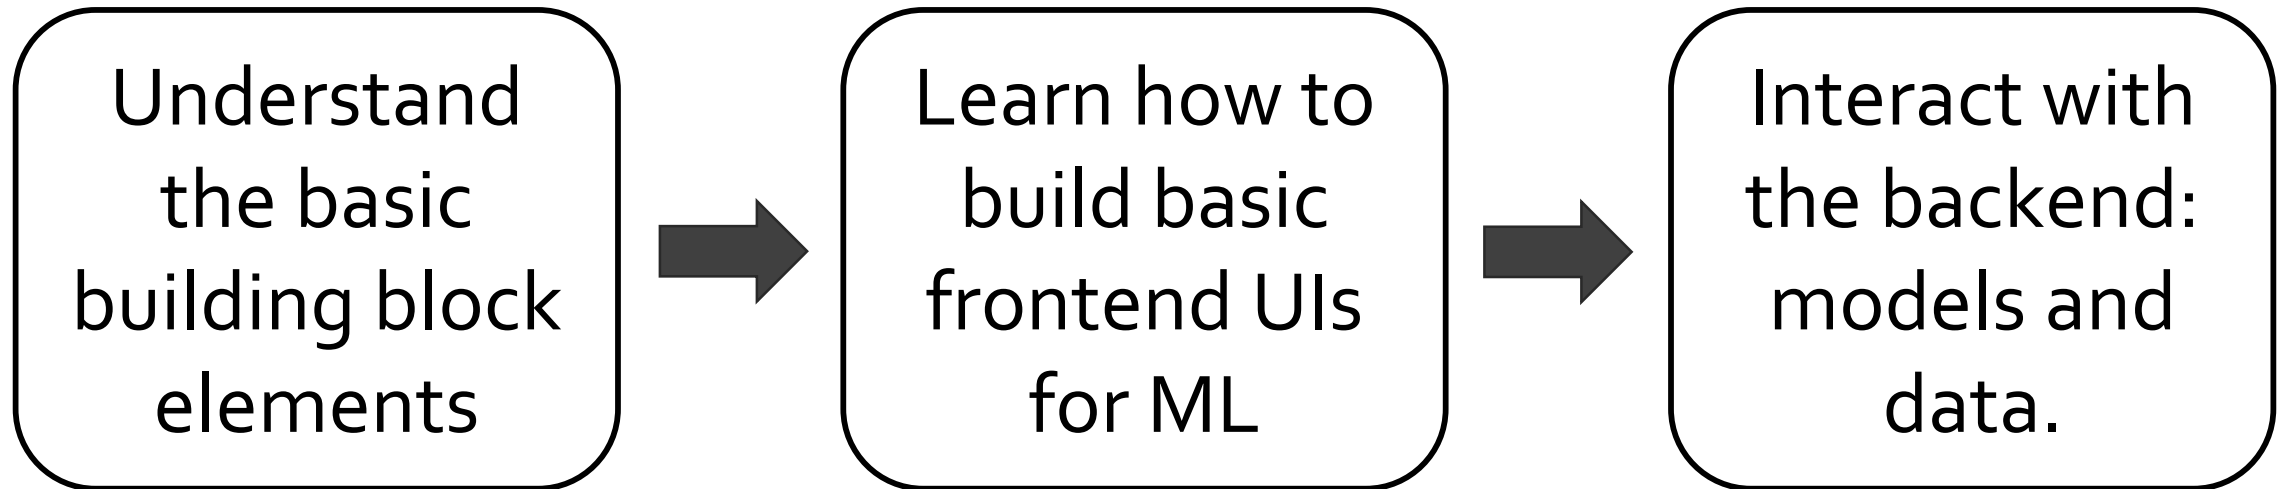 Understand
the basic
building block
elements
Learn how to
build basic
frontend UIs
for ML
Interact with
the backend:
models and
data.